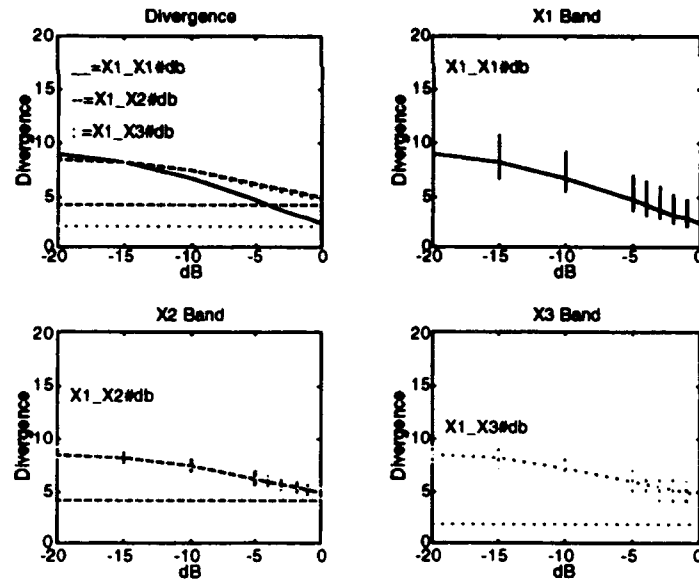 Divergence
20
15
10
5
0
Divergence
__=X1_X1#db
--=X1_X2#db
: =X1_X3#db
-20 -15 -10 -5 0
dB
X1 Band
20
15
10
5
0
Divergence
X1_X1#db
-20 -15 -10 -5 0
dB
X2 Band
20
15
10
5
0
Divergence
X1_X2#db
-20 -15 -10 -5 0
dB
X3 Band
20
15
10
5
0
Divergence
X1_X3#db
-20 -15 -10 -5 0
dB